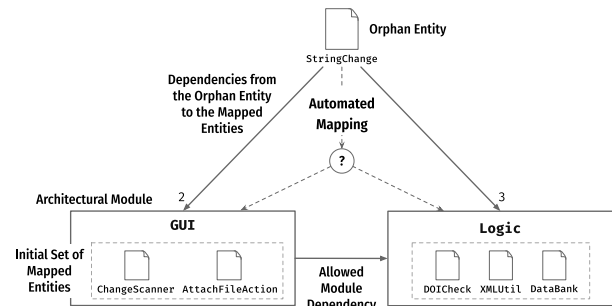 Orphan Entity
StringChange
Dependencies from
the Orphan Entity
to the Mapped
Entities
Automated
Mapping
?
Architectural Module
2
3
GUI
Logic
Initial Set of
Mapped
Entities
ChangeScanner AttachFileAction
DOICheck XMLUtil DataBank
Allowed
Module
Dependency